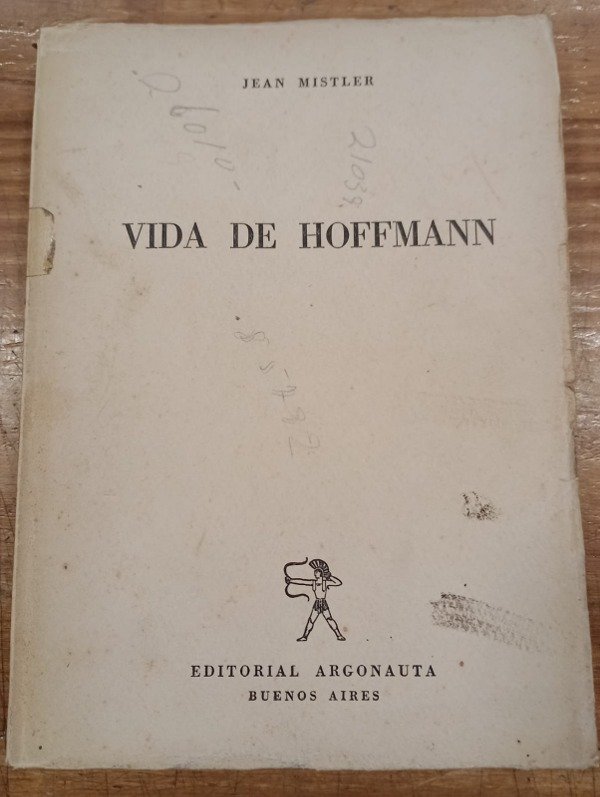 JEAN MISTLER
VIDA DE HOFFMANN
EDITORIAL ARGONAUTA
BUENOS AIRES